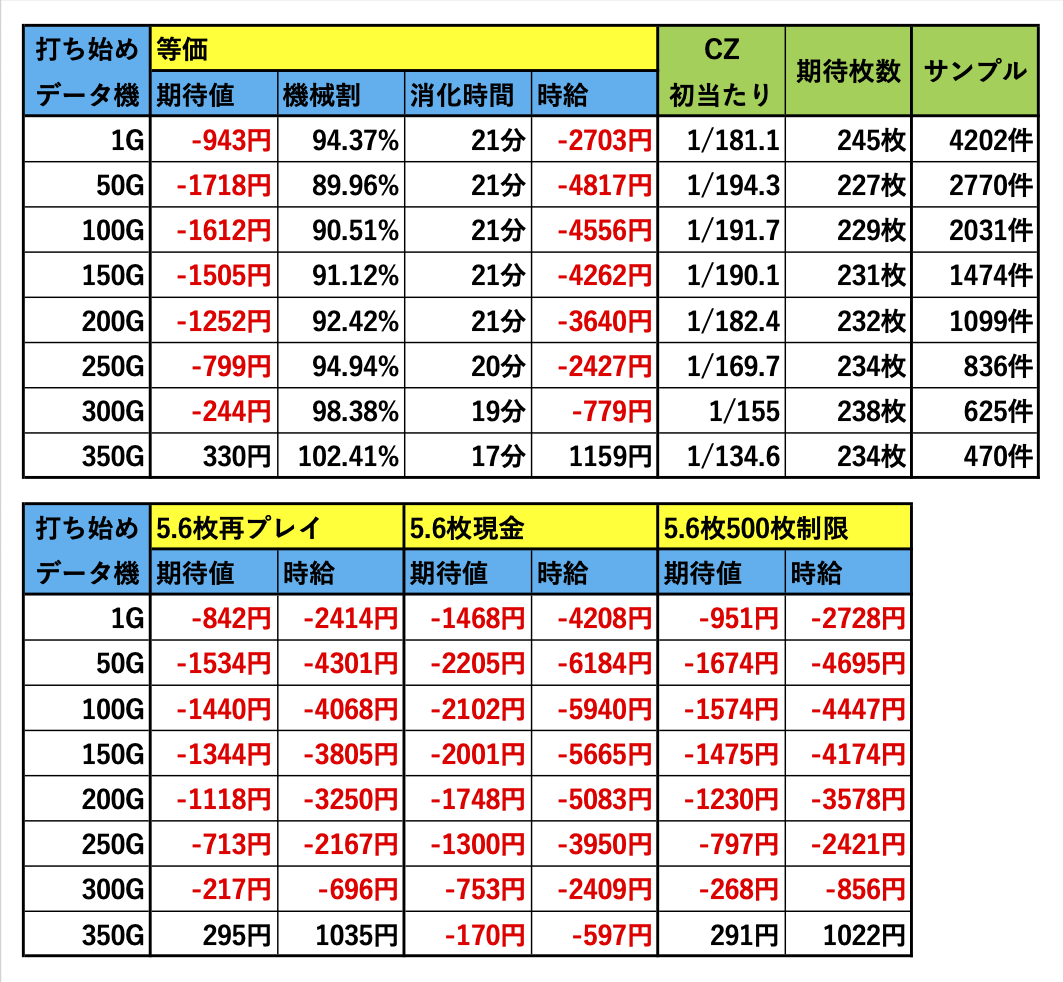 打ち始め 等価 CZ 期待枚数 サンプル
データ機 期待値 機械割 消化時間 時給 初当たり
1G -943円 94.37% 21分 -2703円 1/181.1 245枚 4202件
50G -1718円 89.96% 21分 -4817円 1/194.3 227枚 2770件
100G -1612円 90.51% 21分 -4556円 1/191.7 229枚 2031件
150G -1505円 91.12% 21分 -4262円 1/190.1 231枚 1474件
200G -1252円 92.42% 21分 -3640円 1/182.4 232枚 1099件
250G -799円 94.94% 20分 -2427円 1/169.7 234枚 836件
300G -244円 98.38% 19分 -779円 1/155 238枚 625件
350G 330円 102.41% 17分 1159円 1/134.6 234枚 470件
打ち始め 5.6枚再プレイ 5.6枚現金 5.6枚500枚制限
データ機 期待値 時給 期待値 時給 期待値 時給
1G -842円 -2414円 -1468円 -4208円 -951円 -2728円
50G -1534円 -4301円 -2205円 -6184円 -1674円 -4695円
100G -1440円 -4068円 -2102円 -5940円 -1574円 -4447円
150G -1344円 -3805円 -2001円 -5665円 -1475円 -4174円
200G -1118円 -3250円 -1748円 -5083円 -1230円 -3578円
250G -713円 -2167円 -1300円 -3950円 -797円 -2421円
300G -217円 -696円 -753円 -2409円 -268円 -856円
350G 295円 1035円 -170円 -597円 291円 1022円